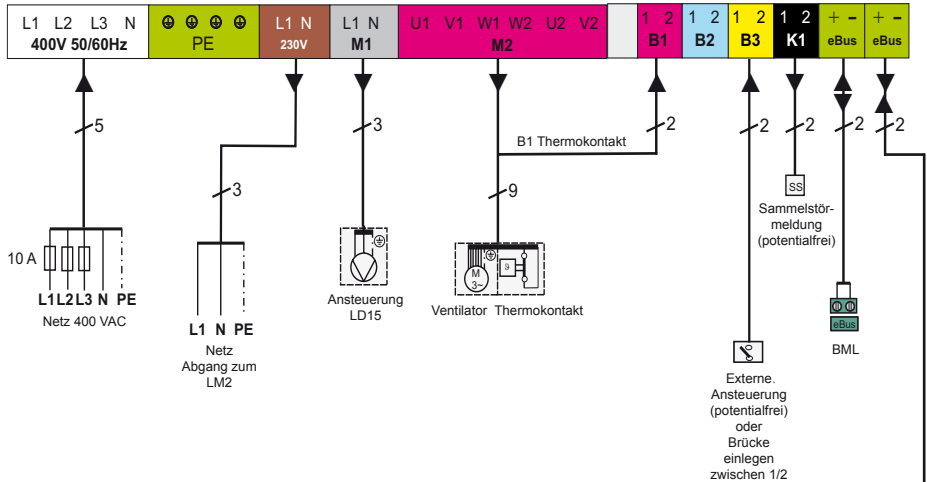 L1 L2 L3 N
400V 50/60Hz
PE
L1 N
230V
L1 N
M1
U1 V1 W1 W2 U2 V2
M2
1 2
B1
1 2
B2
1 2
B3
1 2
K1
+ -
eBus
+ -
eBus
5
3
2
2
2
2
2
B1 Thermokontakt
3
9
SS
Sammelstör-
meldung
(potentialfrei)
10 A
L1 L2 L3 N PE
Netz 400 VAC
Ansteuerung
LD15
M
3~
ϑ
Ventilator Thermokontakt
L1 N PE
Netz
Abgang zum
LM2
eBus
BML
Externe.
Ansteuerung
(potentialfrei)
oder
Brücke
einlegen
zwischen 1/2